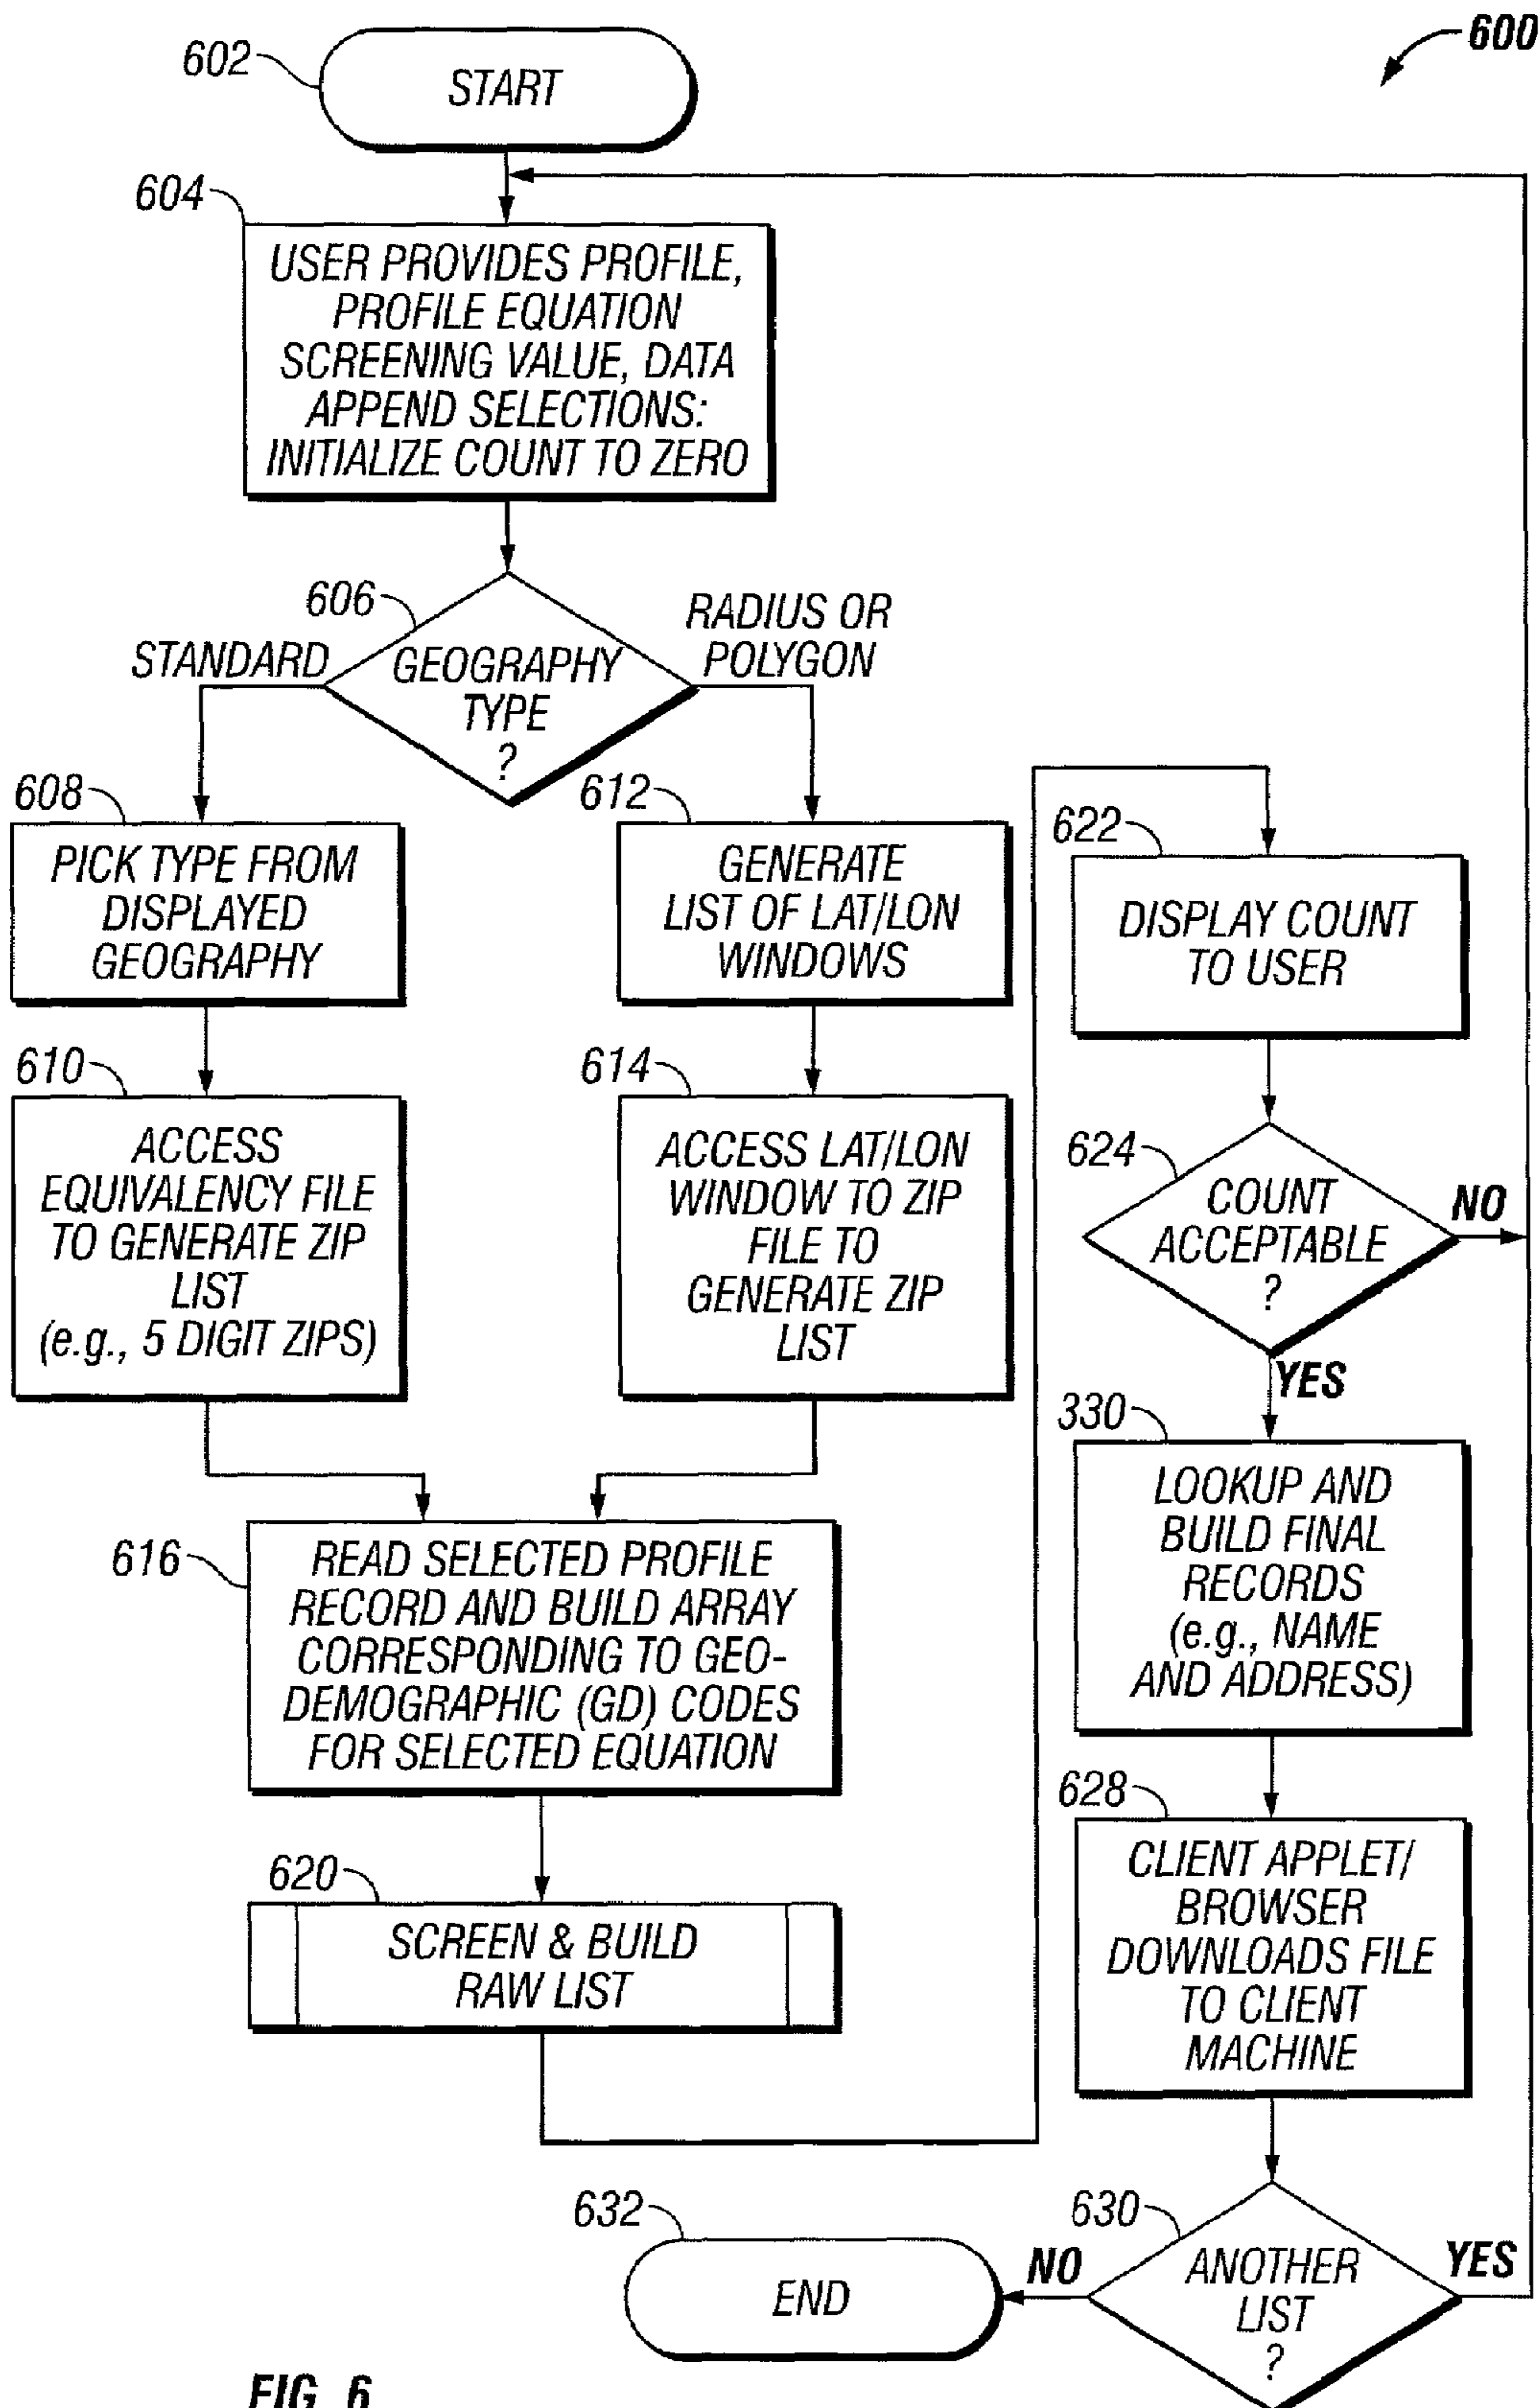 600
602
START
604
USER PROVIDES PROFILE,
PROFILE EQUATION
SCREENING VALUE, DATA
APPEND SELECTIONS:
INITIALIZE COUNT TO ZERO
606
GEOGRAPHY
TYPE
?
STANDARD
RADIUS OR
POLYGON
608
PICK TYPE FROM
DISPLAYED
GEOGRAPHY
610
ACCESS
EQUIVALENCY FILE
TO GENERATE ZIP
LIST
(e.g., 5 DIGIT ZIPS)
612
GENERATE
LIST OF LAT/LON
WINDOWS
614
ACCESS LAT/LON
WINDOW TO ZIP
FILE TO
GENERATE ZIP
LIST
616
READ SELECTED PROFILE
RECORD AND BUILD ARRAY
CORRESPONDING TO GEO-
DEMOGRAPHIC (GD) CODES
FOR SELECTED EQUATION
620
SCREEN & BUILD
RAW LIST
622
DISPLAY COUNT
TO USER
624
COUNT
ACCEPTABLE
?
NO
YES
330
LOOKUP AND
BUILD FINAL
RECORDS
(e.g., NAME
AND ADDRESS)
628
CLIENT APPLET/
BROWSER
DOWNLOADS FILE
TO CLIENT
MACHINE
630
ANOTHER
LIST
?
YES
NO
632
END
FIG. 6